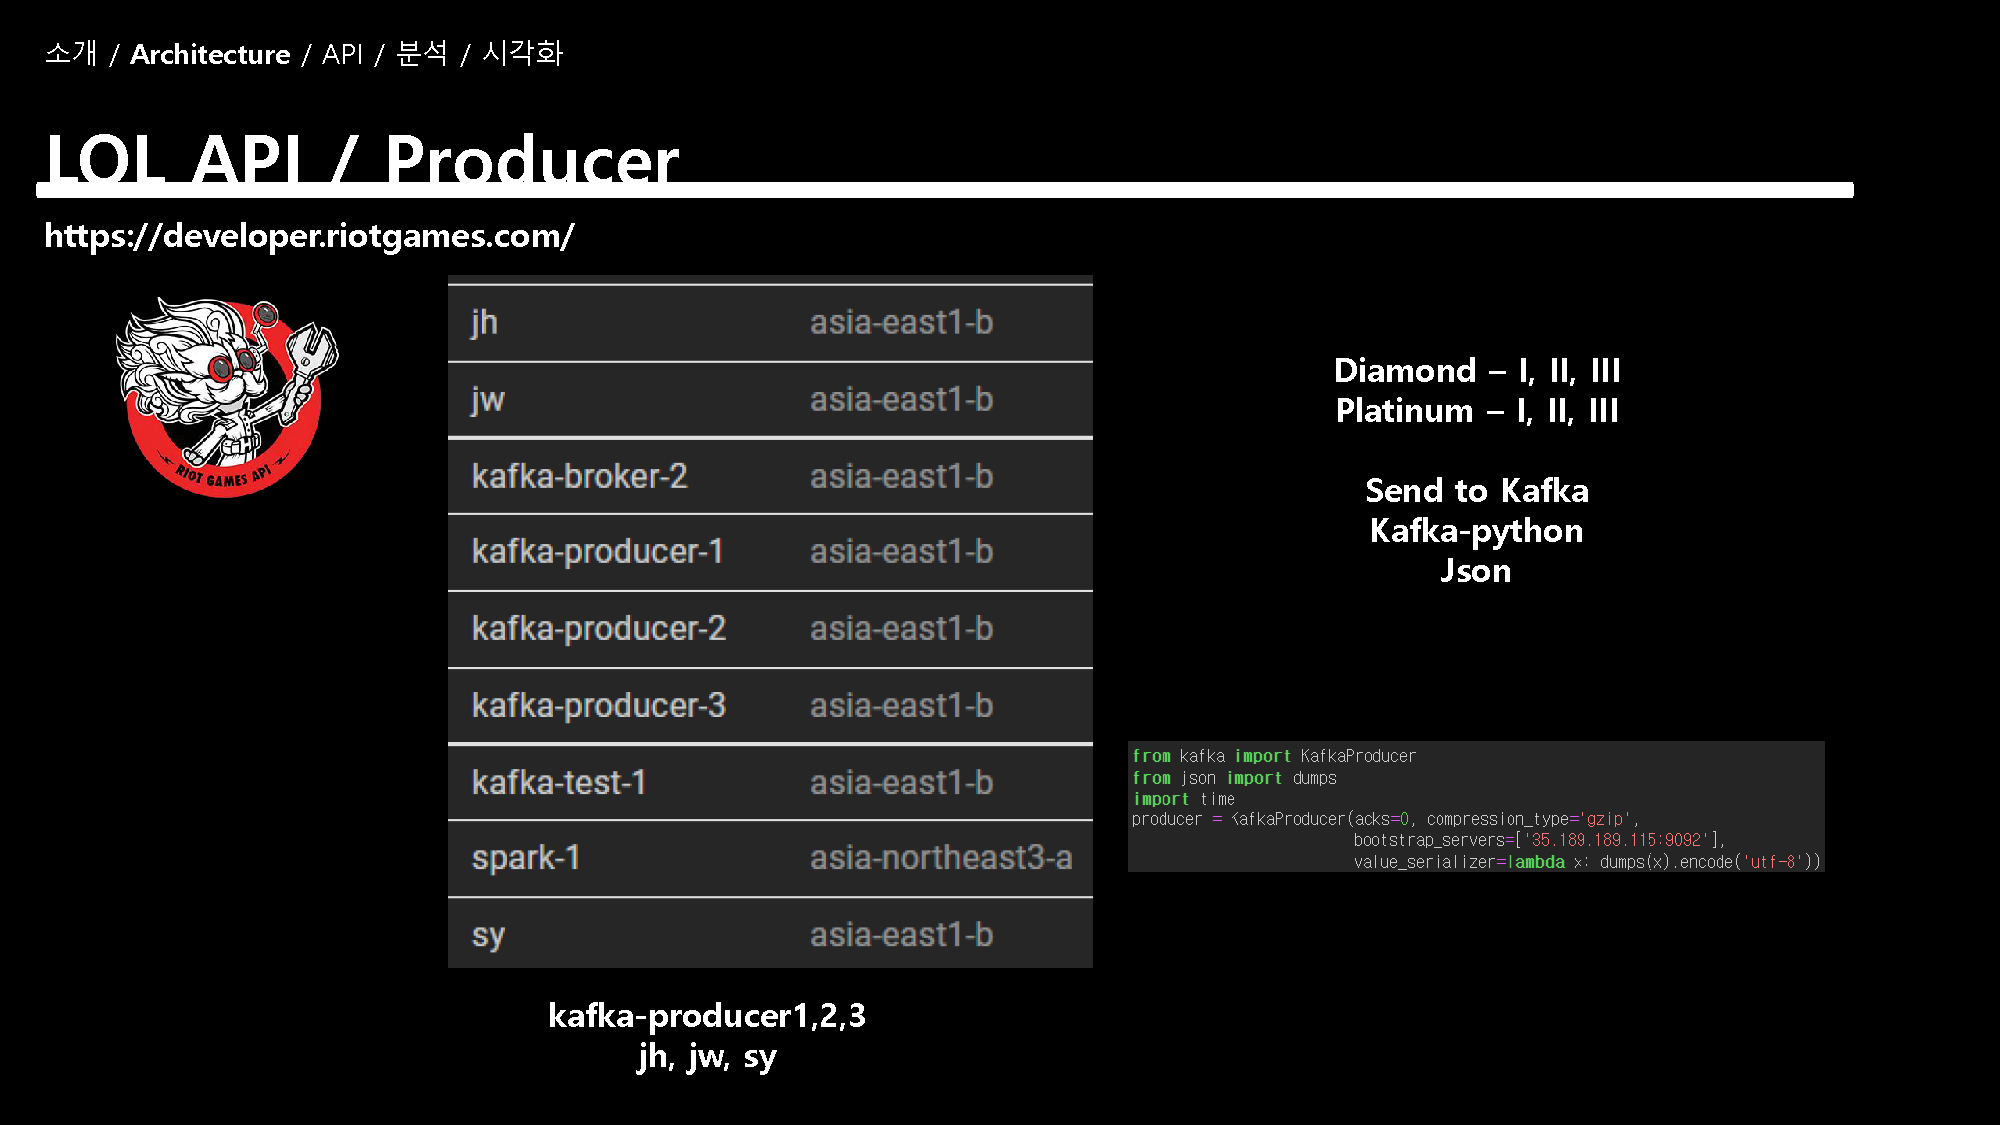 소개 / Architecture / API / 분석 / 시각화
LOL API / Producer
https://developer.riotgames.com/
RIOT GAMES API
jh asia-east1-b
jw asia-east1-b
kafka-broker-2 asia-east1-b
kafka-producer-1 asia-east1-b
kafka-producer-2 asia-east1-b
kafka-producer-3 asia-east1-b
kafka-test-1 asia-east1-b
spark-1 asia-northeast3-a
sy asia-east1-b
kafka-producer1,2,3
jh, jw, sy
Diamond – I, II, III
Platinum – I, II, III
Send to Kafka
Kafka-python
Json
from kafka import KafkaProducer
from json import dumps
import time
producer = KafkaProducer(acks=0, compression_type='gzip',
bootstrap_servers=['35.189.189.115:9092'],
value_serializer=lambda x: dumps(x).encode('utf-8'))